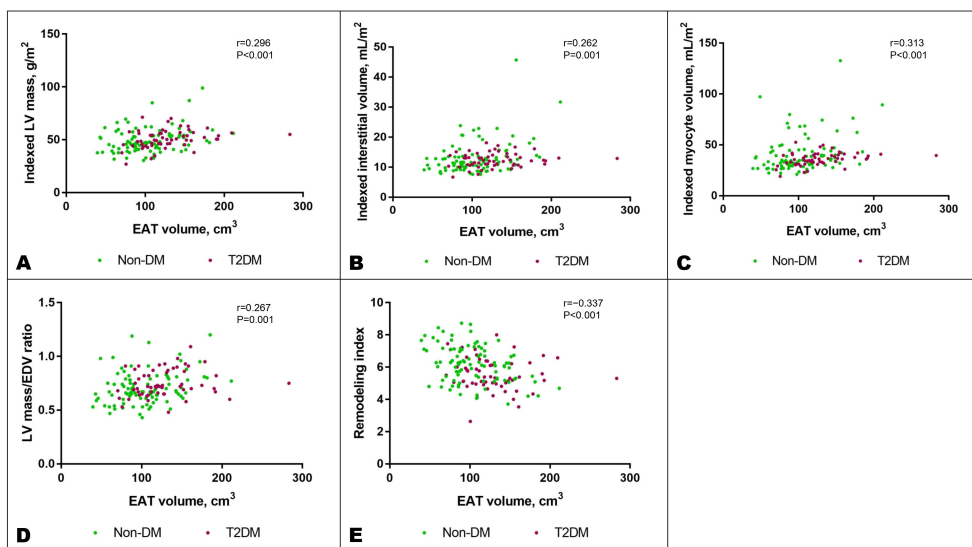 r=0.296
P<0.001
Indexed LV mass, g/m²
150
100
50
0
0 100 200 300
EAT volume, cm³
A
Non-DM T2DM
r=0.262
P=0.001
Indexed interstitial volume, mL/m²
50
40
30
20
10
0
0 100 200 300
EAT volume, cm³
B
Non-DM T2DM
r=0.313
P<0.001
Indexed myocyte volume, mL/m²
150
100
50
0
0 100 200 300
EAT volume, cm³
C
Non-DM T2DM
r=0.267
P=0.001
LV mass/EDV ratio
1.5
1.0
0.5
0.0
0 100 200 300
EAT volume, cm³
D
Non-DM T2DM
r=−0.337
P<0.001
Remodeling index
10
8
6
4
2
0
0 100 200 300
EAT volume, cm³
E
Non-DM T2DM